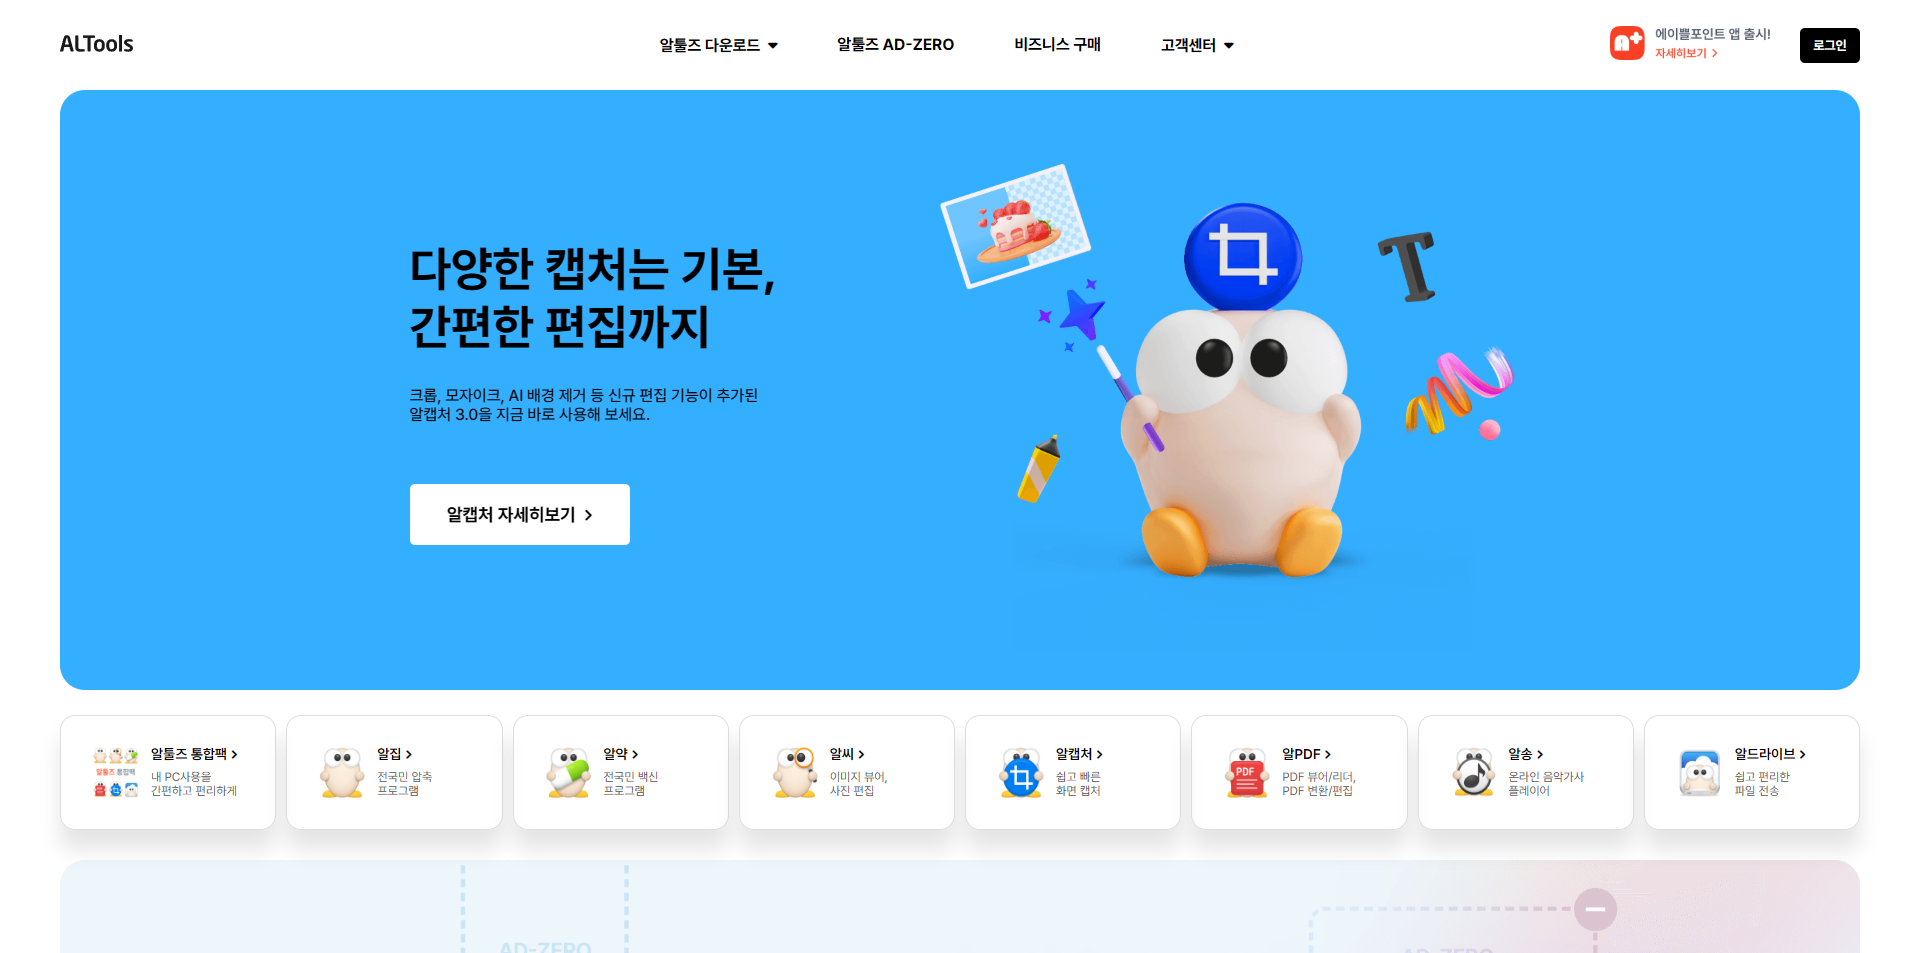 ALTools
알툴즈 다운로드
알툴즈 AD-ZERO
비즈니스 구매
고객센터
에이쁠포인트 앱 출시!
자세히보기
로그인
다양한 캡처는 기본,
간편한 편집까지
크롭, 모자이크, AI 배경 제거 등 신규 편집 기능이 추가된
알캡처 3.0을 지금 바로 사용해 보세요.
알캡처 자세히보기
T
알툴즈 통합팩
알툴즈 통합팩
내 PC사용을
간편하고 편리하게
알집
전국민 압축
프로그램
알약
전국민 백신
프로그램
알씨
이미지 뷰어,
사진 편집
알캡처
쉽고 빠른
화면 캡처
PDF
알PDF
PDF 뷰어/리더,
PDF 변환/편집
알송
온라인 음악가사
플레이어
알드라이브
쉽고 편리한
파일 전송
AD-ZERO
AD-ZERO